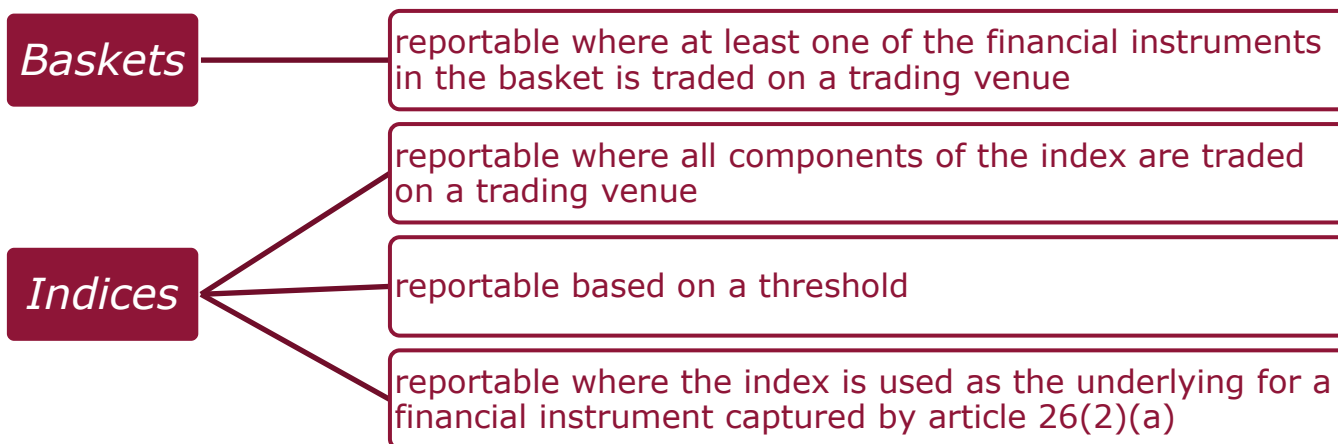 Baskets
reportable where at least one of the financial instruments
in the basket is traded on a trading venue
reportable where all components of the index are traded
on a trading venue
Indices
reportable based on a threshold
reportable where the index is used as the underlying for a
financial instrument captured by article 26(2)(a)